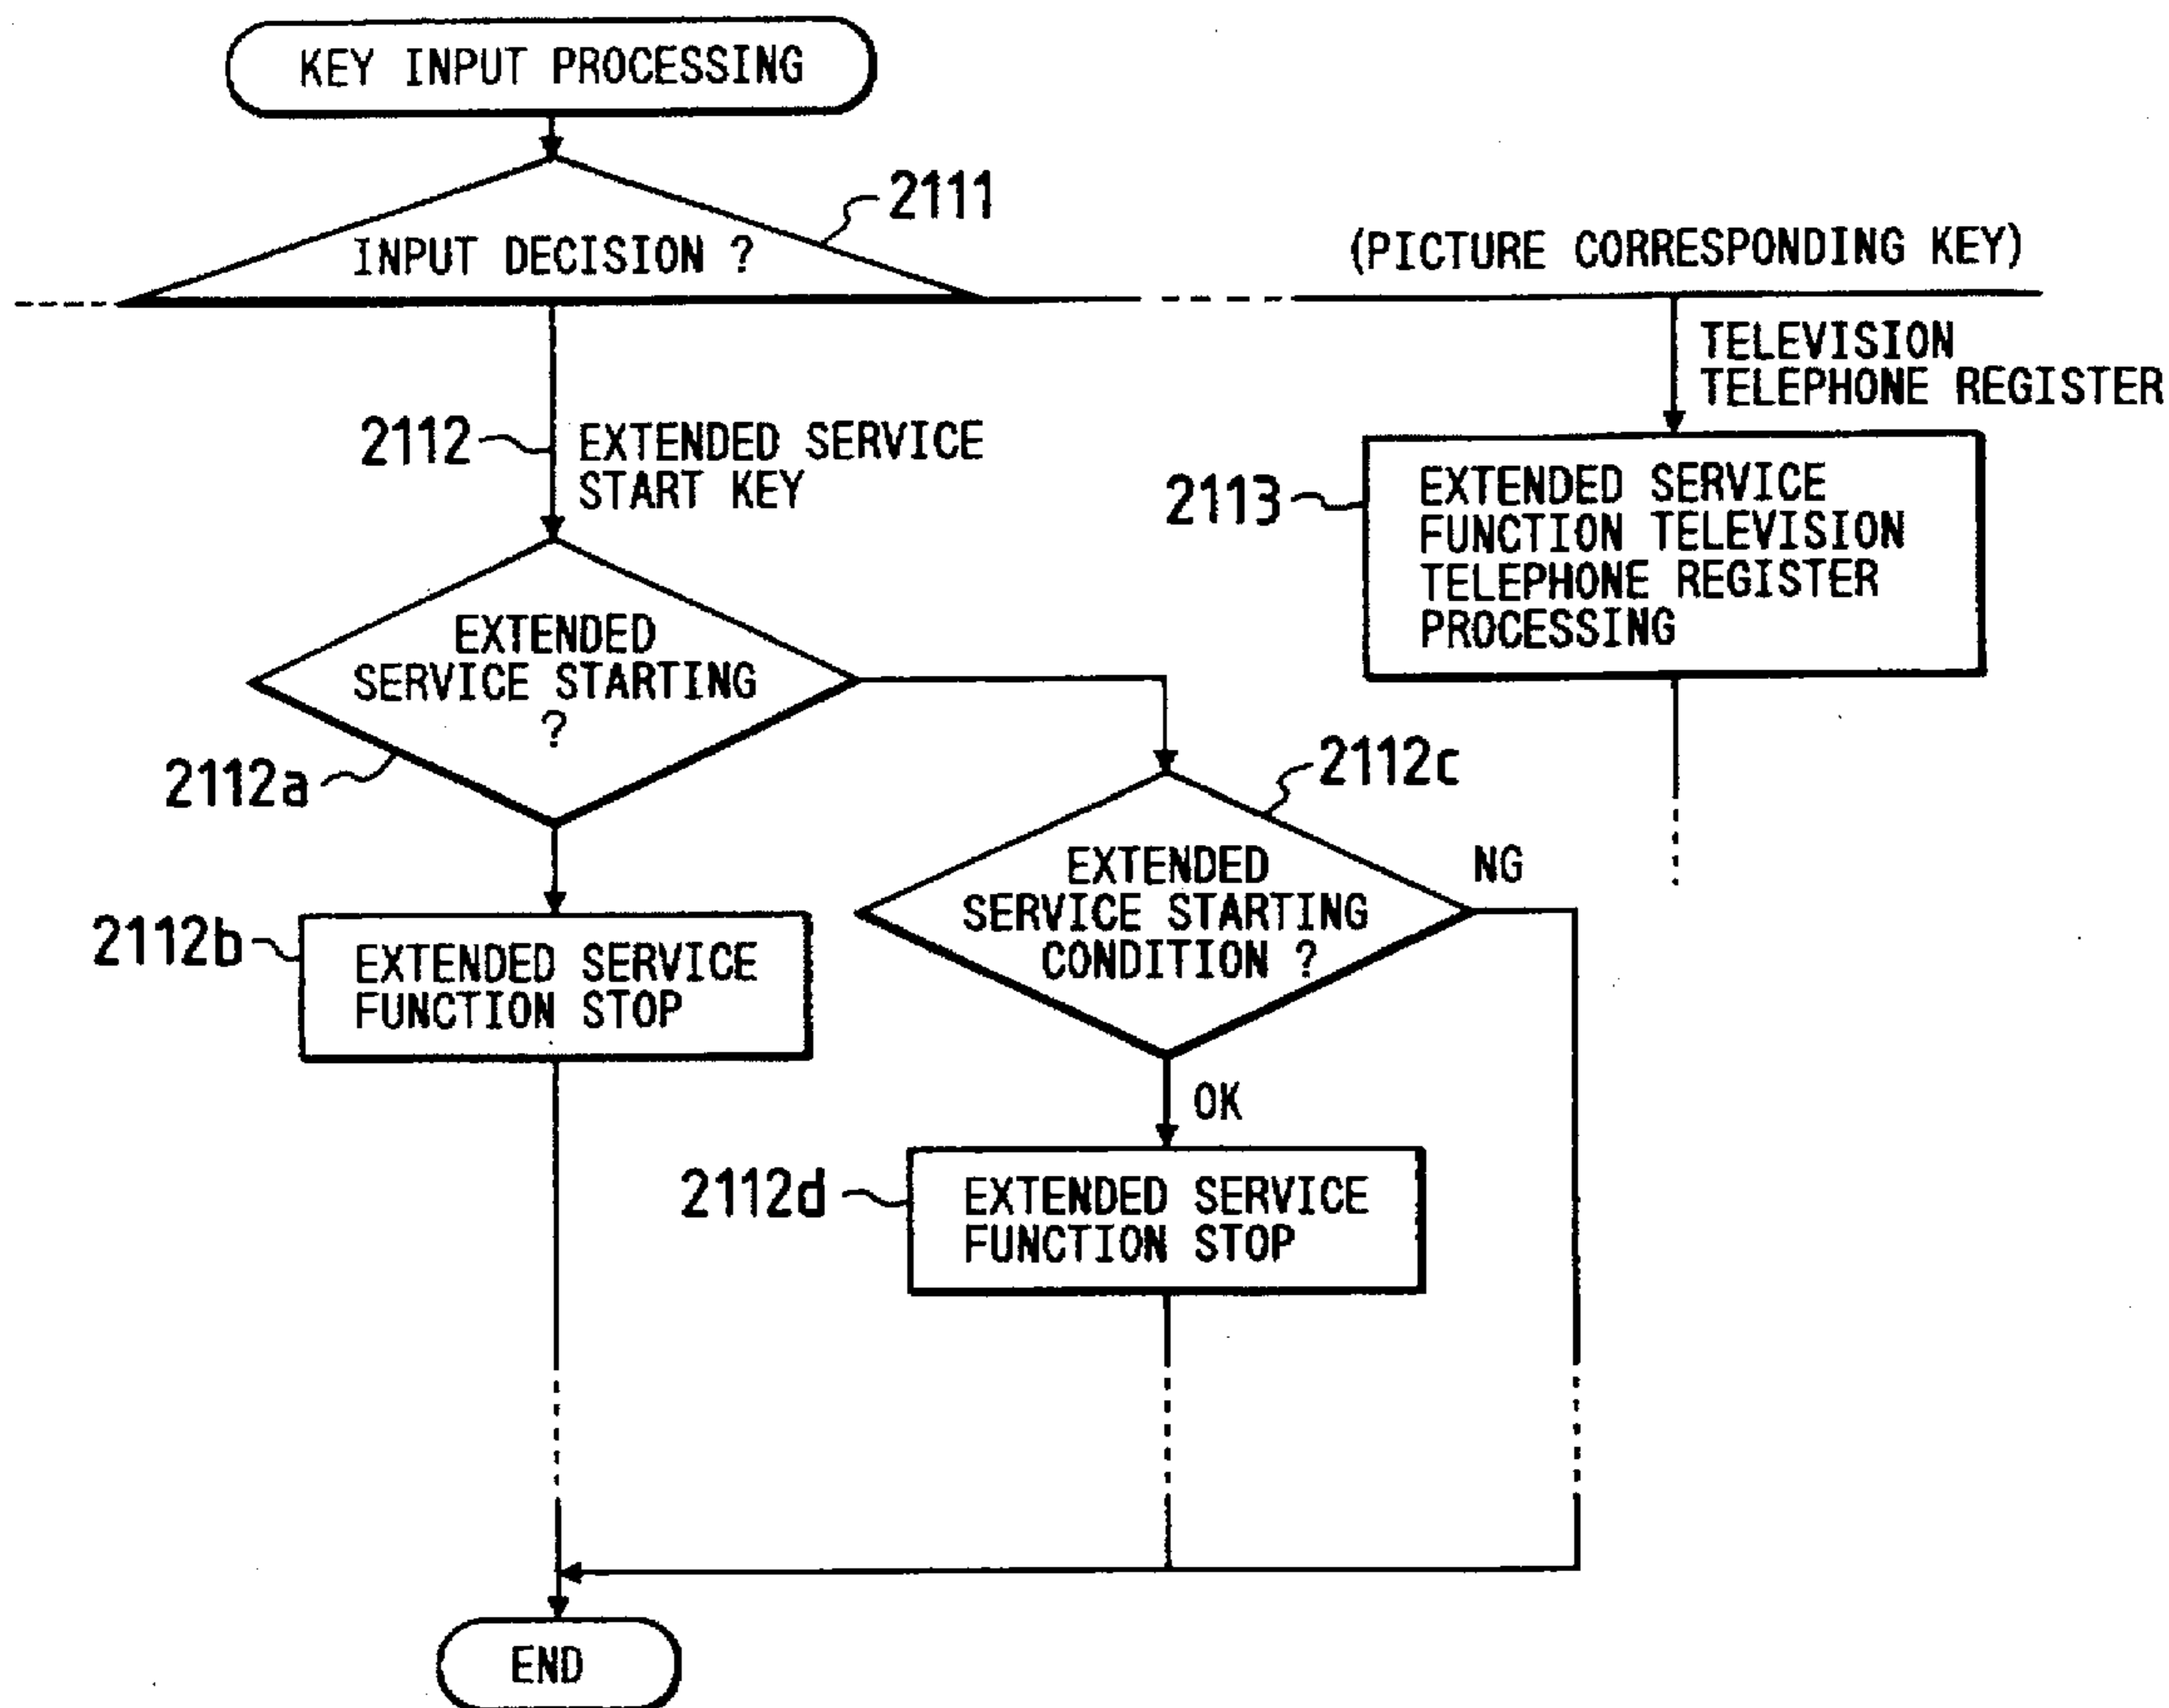 KEY INPUT PROCESSING
2111
INPUT DECISION ?
(PICTURE CORRESPONDING KEY)
TELEVISION
TELEPHONE REGISTER
2112
EXTENDED SERVICE
START KEY
2113
EXTENDED SERVICE
FUNCTION TELEVISION
TELEPHONE REGISTER
PROCESSING
EXTENDED
SERVICE STARTING
?
2112a
2112c
EXTENDED
SERVICE STARTING
CONDITION ?
NG
2112b
EXTENDED SERVICE
FUNCTION STOP
OK
2112d
EXTENDED SERVICE
FUNCTION STOP
END